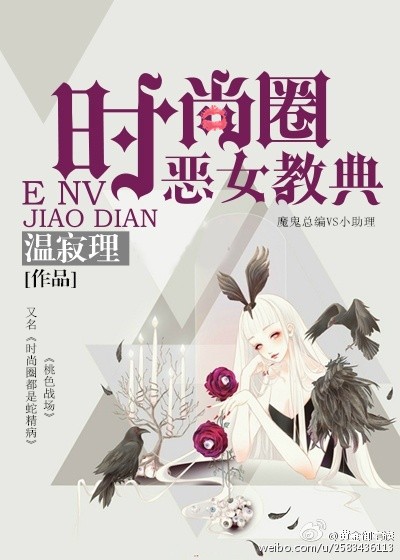 时尚圈
恶女教典
E NV
JIAO DIAN
魔鬼总编VS小助理
温寂理
[作品]
又名《时尚圈都是蛇精病》
《桃色战场》
weibo.com/u/2583436113